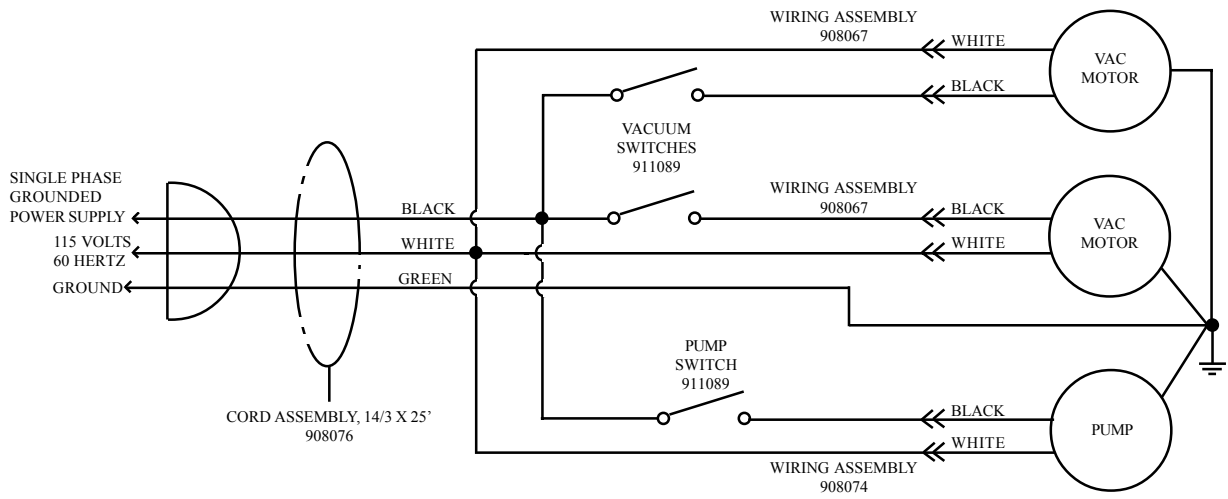 WIRING ASSEMBLY
908067
WHITE
VAC
MOTOR
BLACK
VACUUM
SWITCHES
911089
SINGLE PHASE
GROUNDED
POWER SUPPLY
115 VOLTS
60 HERTZ
GROUND
BLACK
WHITE
GREEN
WIRING ASSEMBLY
908067
BLACK
WHITE
VAC
MOTOR
PUMP
SWITCH
911089
CORD ASSEMBLY, 14/3 X 25’
908076
BLACK
WHITE
PUMP
WIRING ASSEMBLY
908074